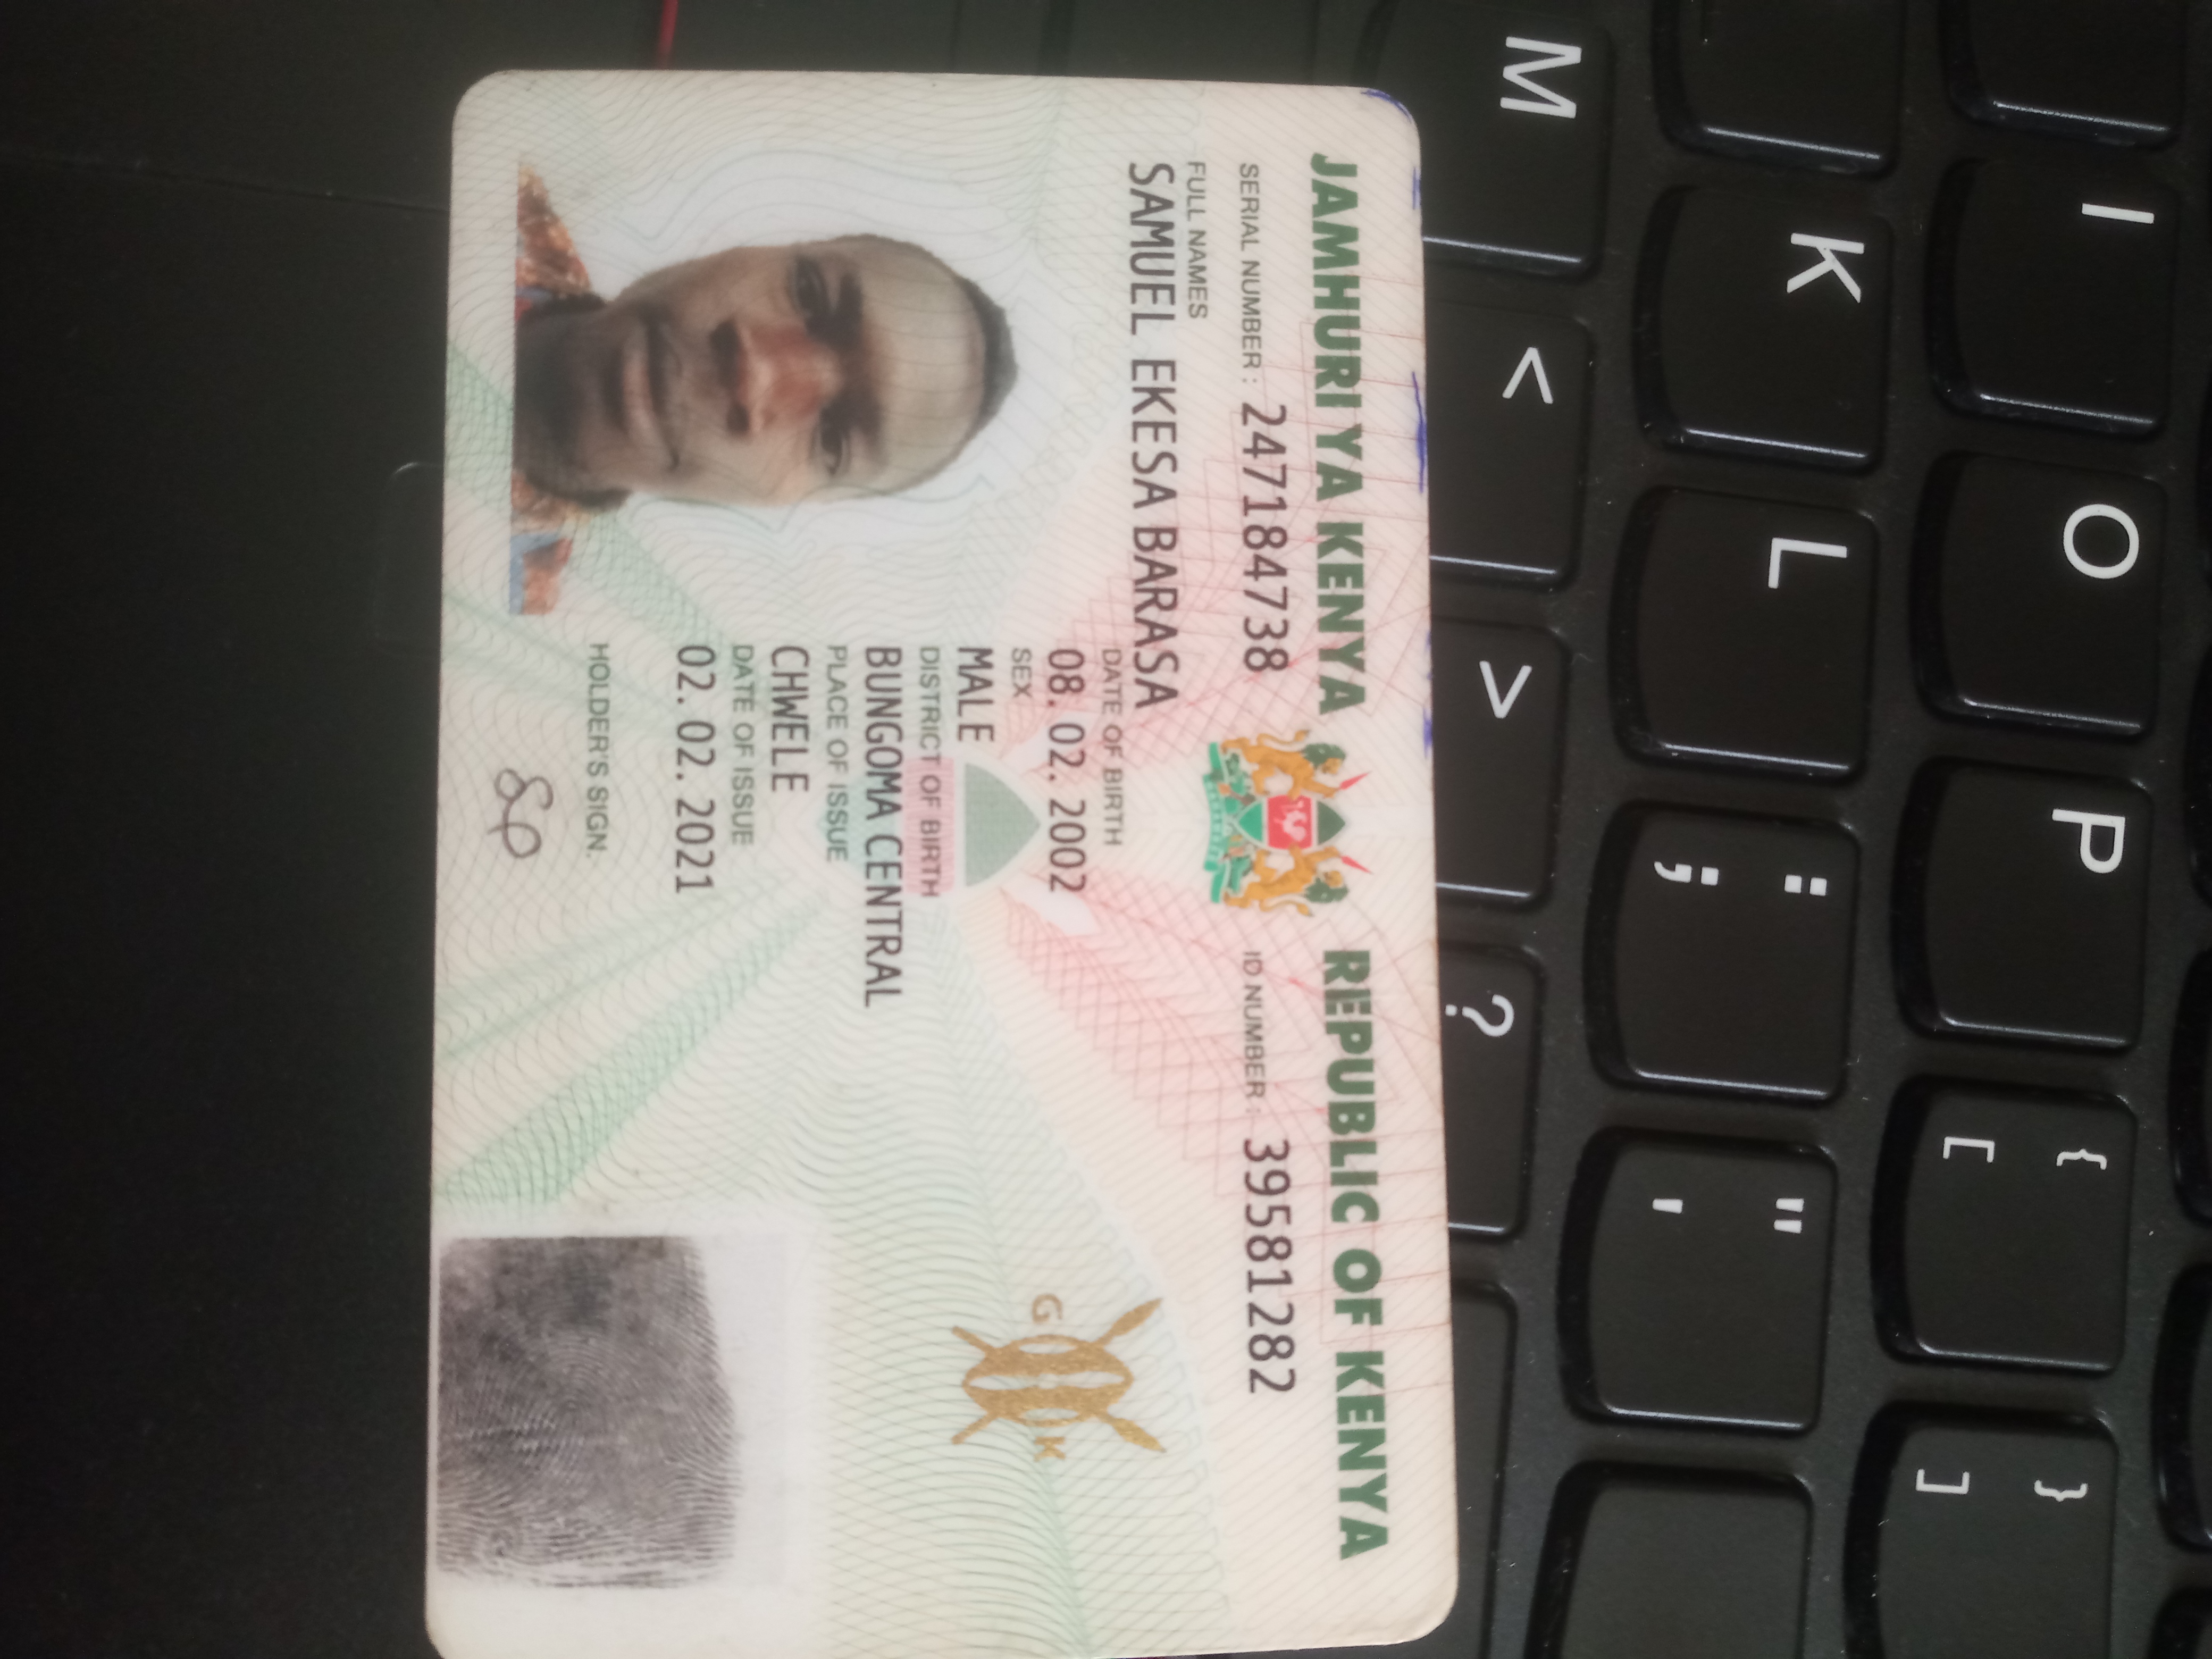 JAMHURI YA KENYA REPUBLIC OF KENYA
SERIAL NUMBER: 247184738 ID NUMBER: 39581282
FULL NAMES
SAMUEL EKESA BARASA
DATE OF BIRTH
08. 02. 2002
SEX
MALE
DISTRICT OF BIRTH
BUNGOMA CENTRAL
PLACE OF ISSUE
CHWELE
DATE OF ISSUE
02. 02. 2021
HOLDER'S SIGN.
G K
M < > ?
K L : ; " '
I O P { [ } ]